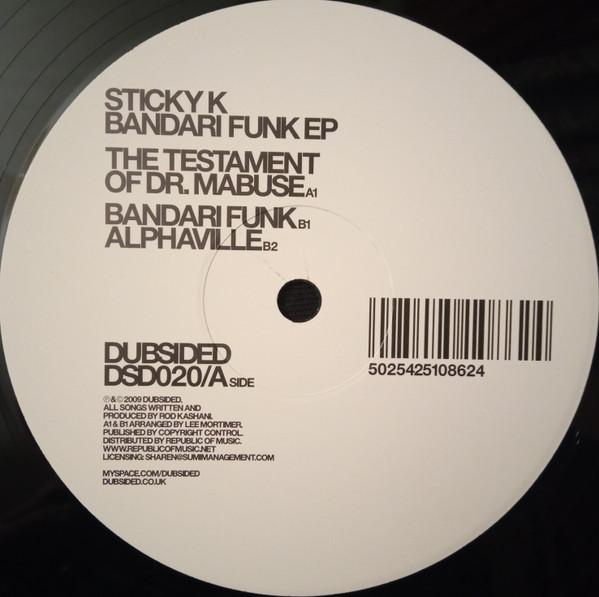 STICKY K
BANDARI FUNK EP
THE TESTAMENT
OF DR. MABUSE A1
BANDARI FUNK B1
ALPHAVILLE B2
5025425108624
DUBSIDED
DSD020/A SIDE
℗&© 2009 DUBSIDED.
ALL SONGS WRITTEN AND
PRODUCED BY ROD KASHANI.
A1 & B1 ARRANGED BY LEE MORTIMER.
PUBLISHED BY COPYRIGHT CONTROL.
DISTRIBUTED BY REPUBLIC OF MUSIC.
WWW.REPUBLICOFMUSIC.NET
LICENSING: SHAREN@SUMIMANAGEMENT.COM
MYSPACE.COM/DUBSIDED
DUBSIDED.CO.UK